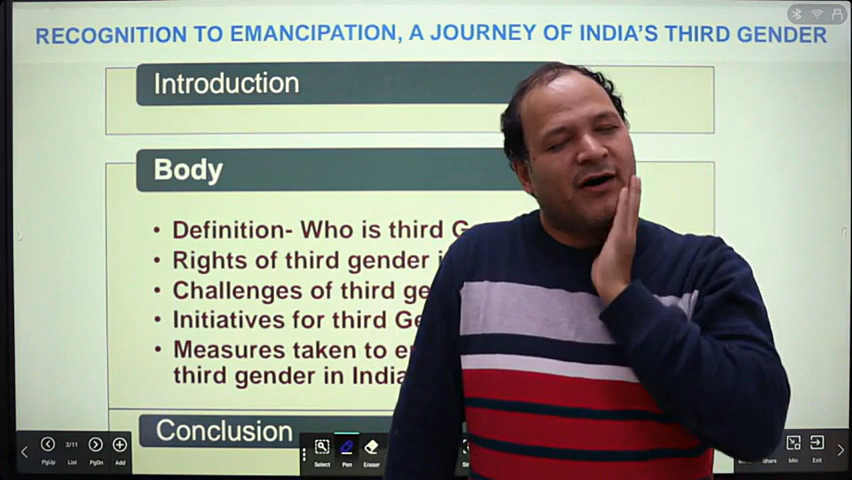 RECOGNITION TO EMANCIPATION, A JOURNEY OF INDIA'S THIRD GENDER
Introduction
Body
• Definition- Who is third
• Rights of third gender
• Challenges of third
• Initiatives for third
• Measures taken to
third gender in India
Conclusion
PgUp
2/11
List
PgDn
Add
Select
Pen
Eraser
Share
Min
Exit